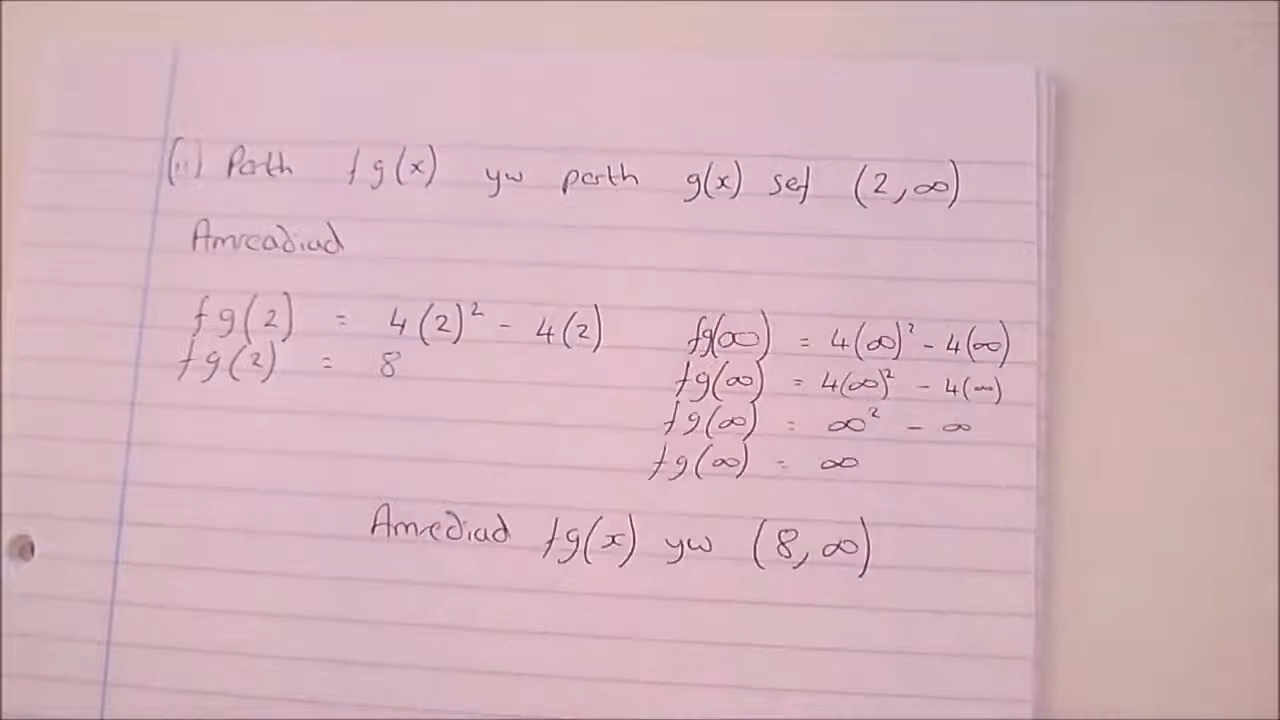 (ii) Parth fg(x) yw parth g(x) sef (2,∞)
Amreadiad
fg(2) = 4(2)² - 4(2)
fg(2) = 8
fg(∞) = 4(∞)² - 4(∞)
fg(∞) = 4(∞)² - 4(∞)
fg(∞) = ∞² - ∞
fg(∞) = ∞
Amrediad fg(x) yw (8,∞)